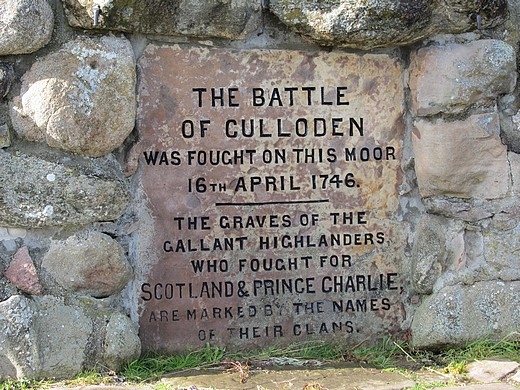 THE BATTLE
OF CULLODEN
WAS FOUGHT ON THIS MOOR
16TH APRIL 1746.
THE GRAVES OF THE
GALLANT HIGHLANDERS
WHO FOUGHT FOR
SCOTLAND & PRINCE CHARLIE,
ARE MARKED BY THE NAMES
OF THEIR CLANS.